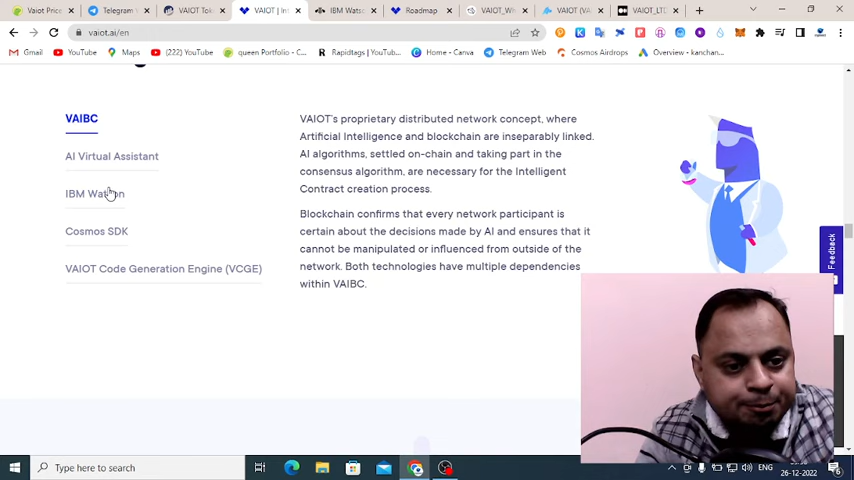 Vaiot Price
Telegram
VAIOT Tok
VAIOT | Int
IBM Wats
Roadmap
VAIOT_Wh
VAIOT (VA
VAIOT_LTD
vaiot.ai/en
Gmail
YouTube
Maps
(222) YouTube
queen Portfolio - C...
Rapidtags | YouTub...
Home - Canva
Telegram Web
Cosmos Airdrops
Overview - kanchan...
VAIBC
AI Virtual Assistant
IBM Watson
Cosmos SDK
VAIOT Code Generation Engine (VCGE)
VAIOT's proprietary distributed network concept, where
Artificial Intelligence and blockchain are inseparably linked.
AI algorithms, settled on-chain and taking part in the
consensus algorithm, are necessary for the Intelligent
Contract creation process.
Blockchain confirms that every network participant is
certain about the decisions made by AI and ensures that it
cannot be manipulated or influenced from outside of the
network. Both technologies have multiple dependencies
within VAIBC.
Feedback
Type here to search
ENG
26-12-2022